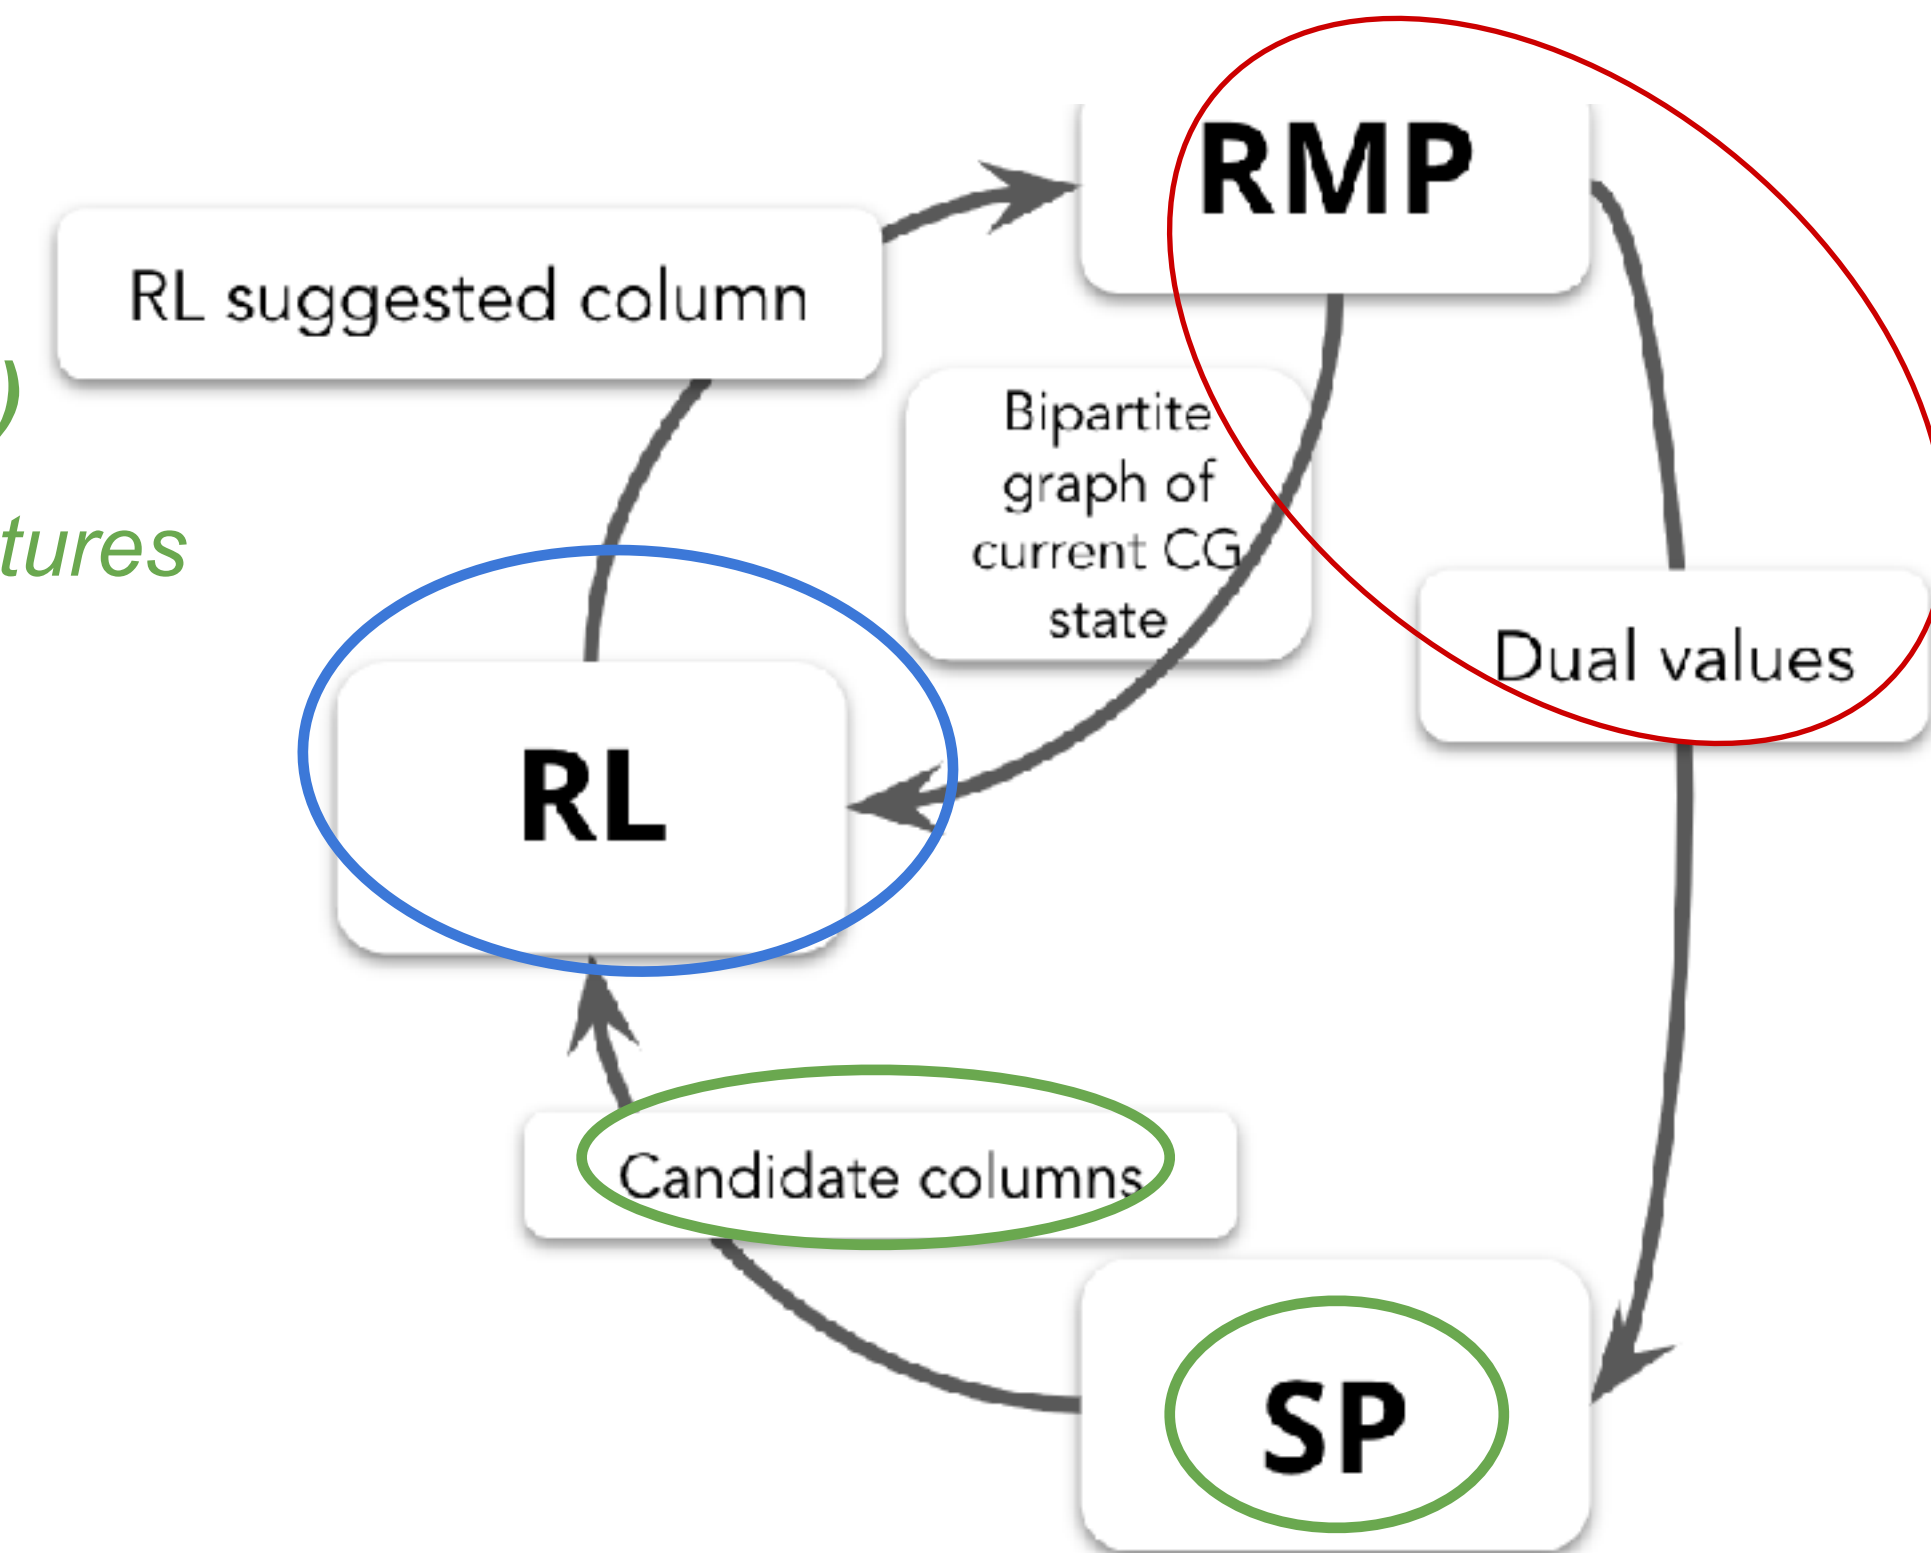 RMP
RL suggested column
)
tures
Bipartite
graph of
current CG
state
Dual values
RL
Candidate columns
SP